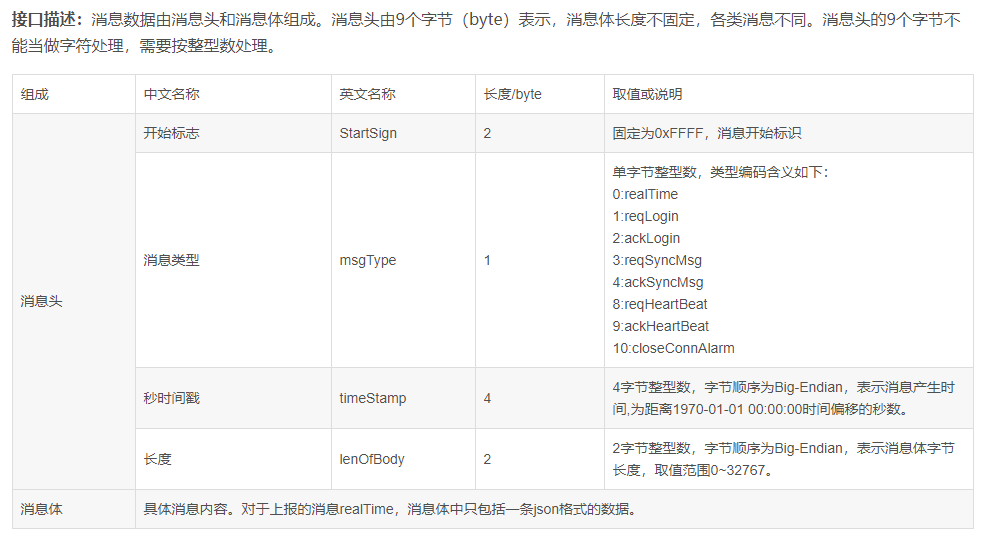 接口描述：消息数据由消息头和消息体组成。消息头由9个字节（byte）表示，消息体长度不固定，各类消息不同。消息头的9个字节不
能当做字符处理，需要按整型数处理。
组成 中文名称 英文名称 长度/byte 取值或说明
消息头
开始标志 StartSign 2 固定为0xFFFF，消息开始标识
消息类型 msgType 1
单字节整型数，类型编码含义如下：
0:realTime
1:reqLogin
2:ackLogin
3:reqSyncMsg
4:ackSyncMsg
8:reqHeartBeat
9:ackHeartBeat
10:closeConnAlarm
秒时间戳 timeStamp 4
4字节整型数，字节顺序为Big-Endian，表示消息产生时
间,为距离1970-01-01 00:00:00时间偏移的秒数。
长度 lenOfBody 2
2字节整型数，字节顺序为Big-Endian，表示消息体字节
长度，取值范围0~32767。
消息体 具体消息内容。对于上报的消息realTime，消息体中只包括一条json格式的数据。